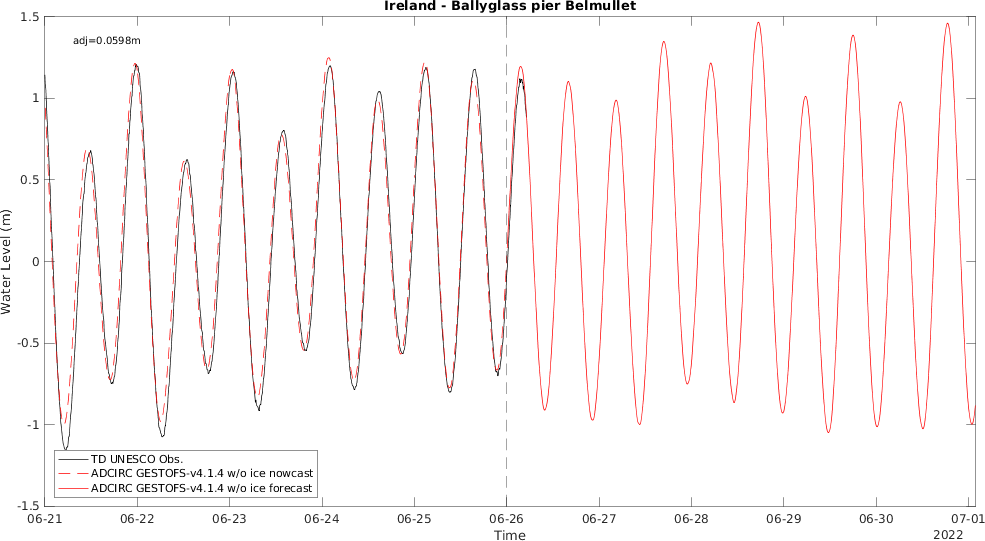 Ireland - Ballyglass pier Belmullet
adj=0.0598m
1.5
1
0.5
0
-0.5
-1
-1.5
Water Level (m)
TD UNESCO Obs.
ADCIRC GESTOFS-v4.1.4 w/o ice nowcast
ADCIRC GESTOFS-v4.1.4 w/o ice forecast
06-21 06-22 06-23 06-24 06-25 06-26 06-27 06-28 06-29 06-30 07-01
Time
2022